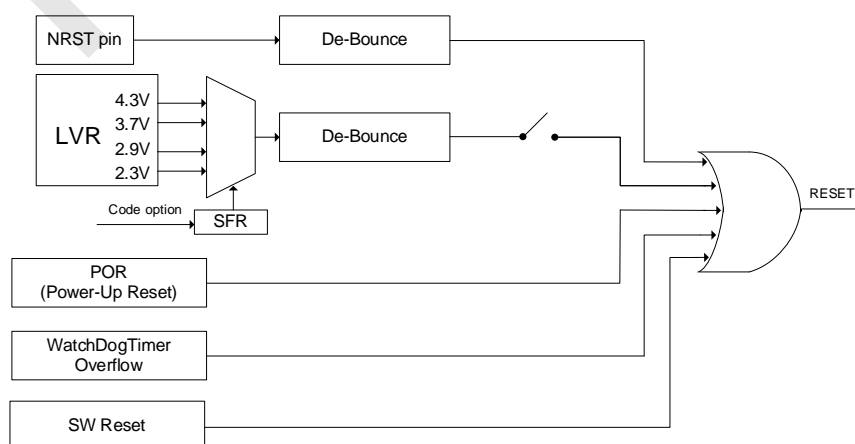 NRST pin
De-Bounce
4.3V
3.7V
LVR
2.9V
2.3V
De-Bounce
RESET
Code option
SFR
POR
(Power-Up Reset)
WatchDogTimer
Overflow
SW Reset